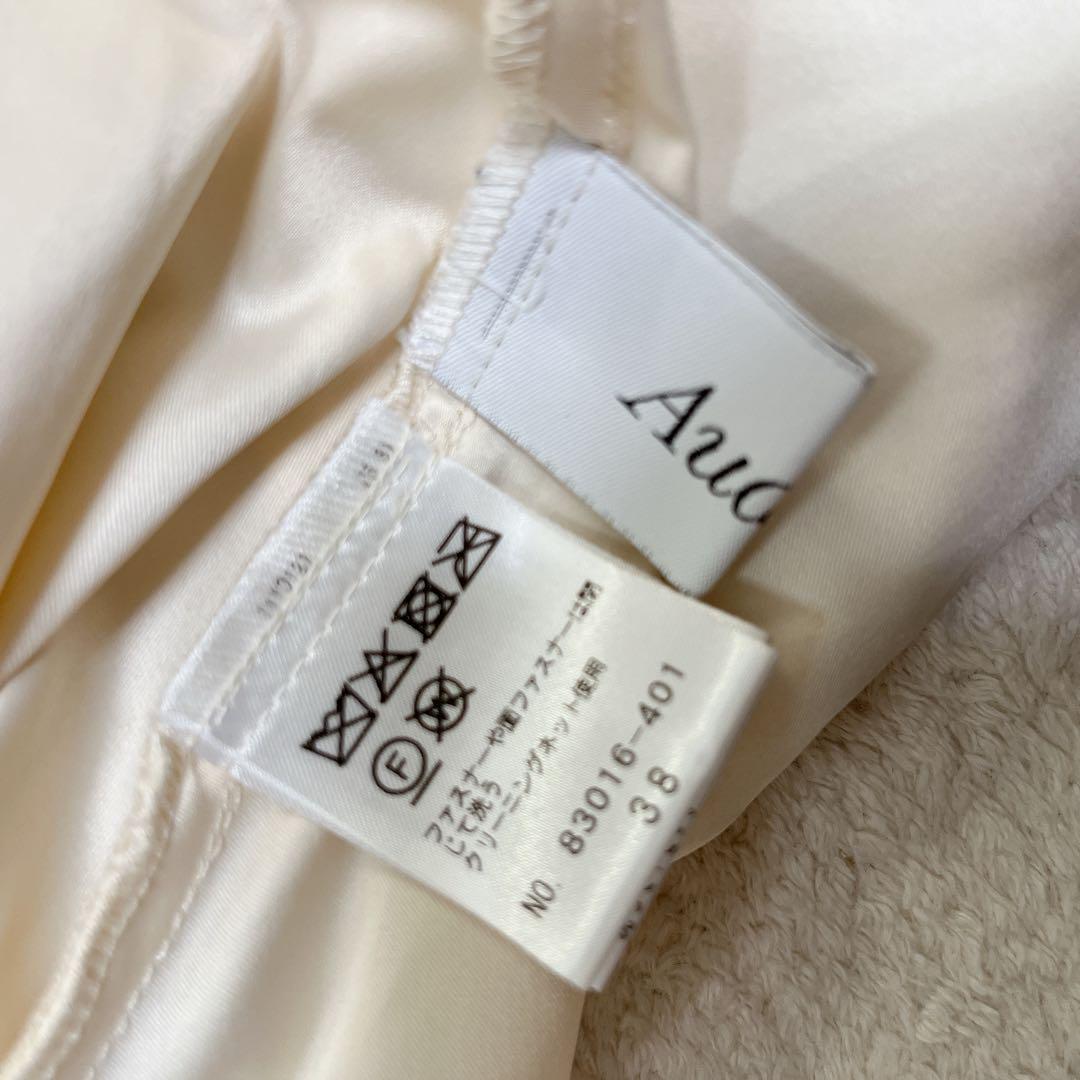 Auc
F
W
ファスナーや面ファスナーは閉
じて洗う
クリーニングネット使用
NO. 83016-401
38